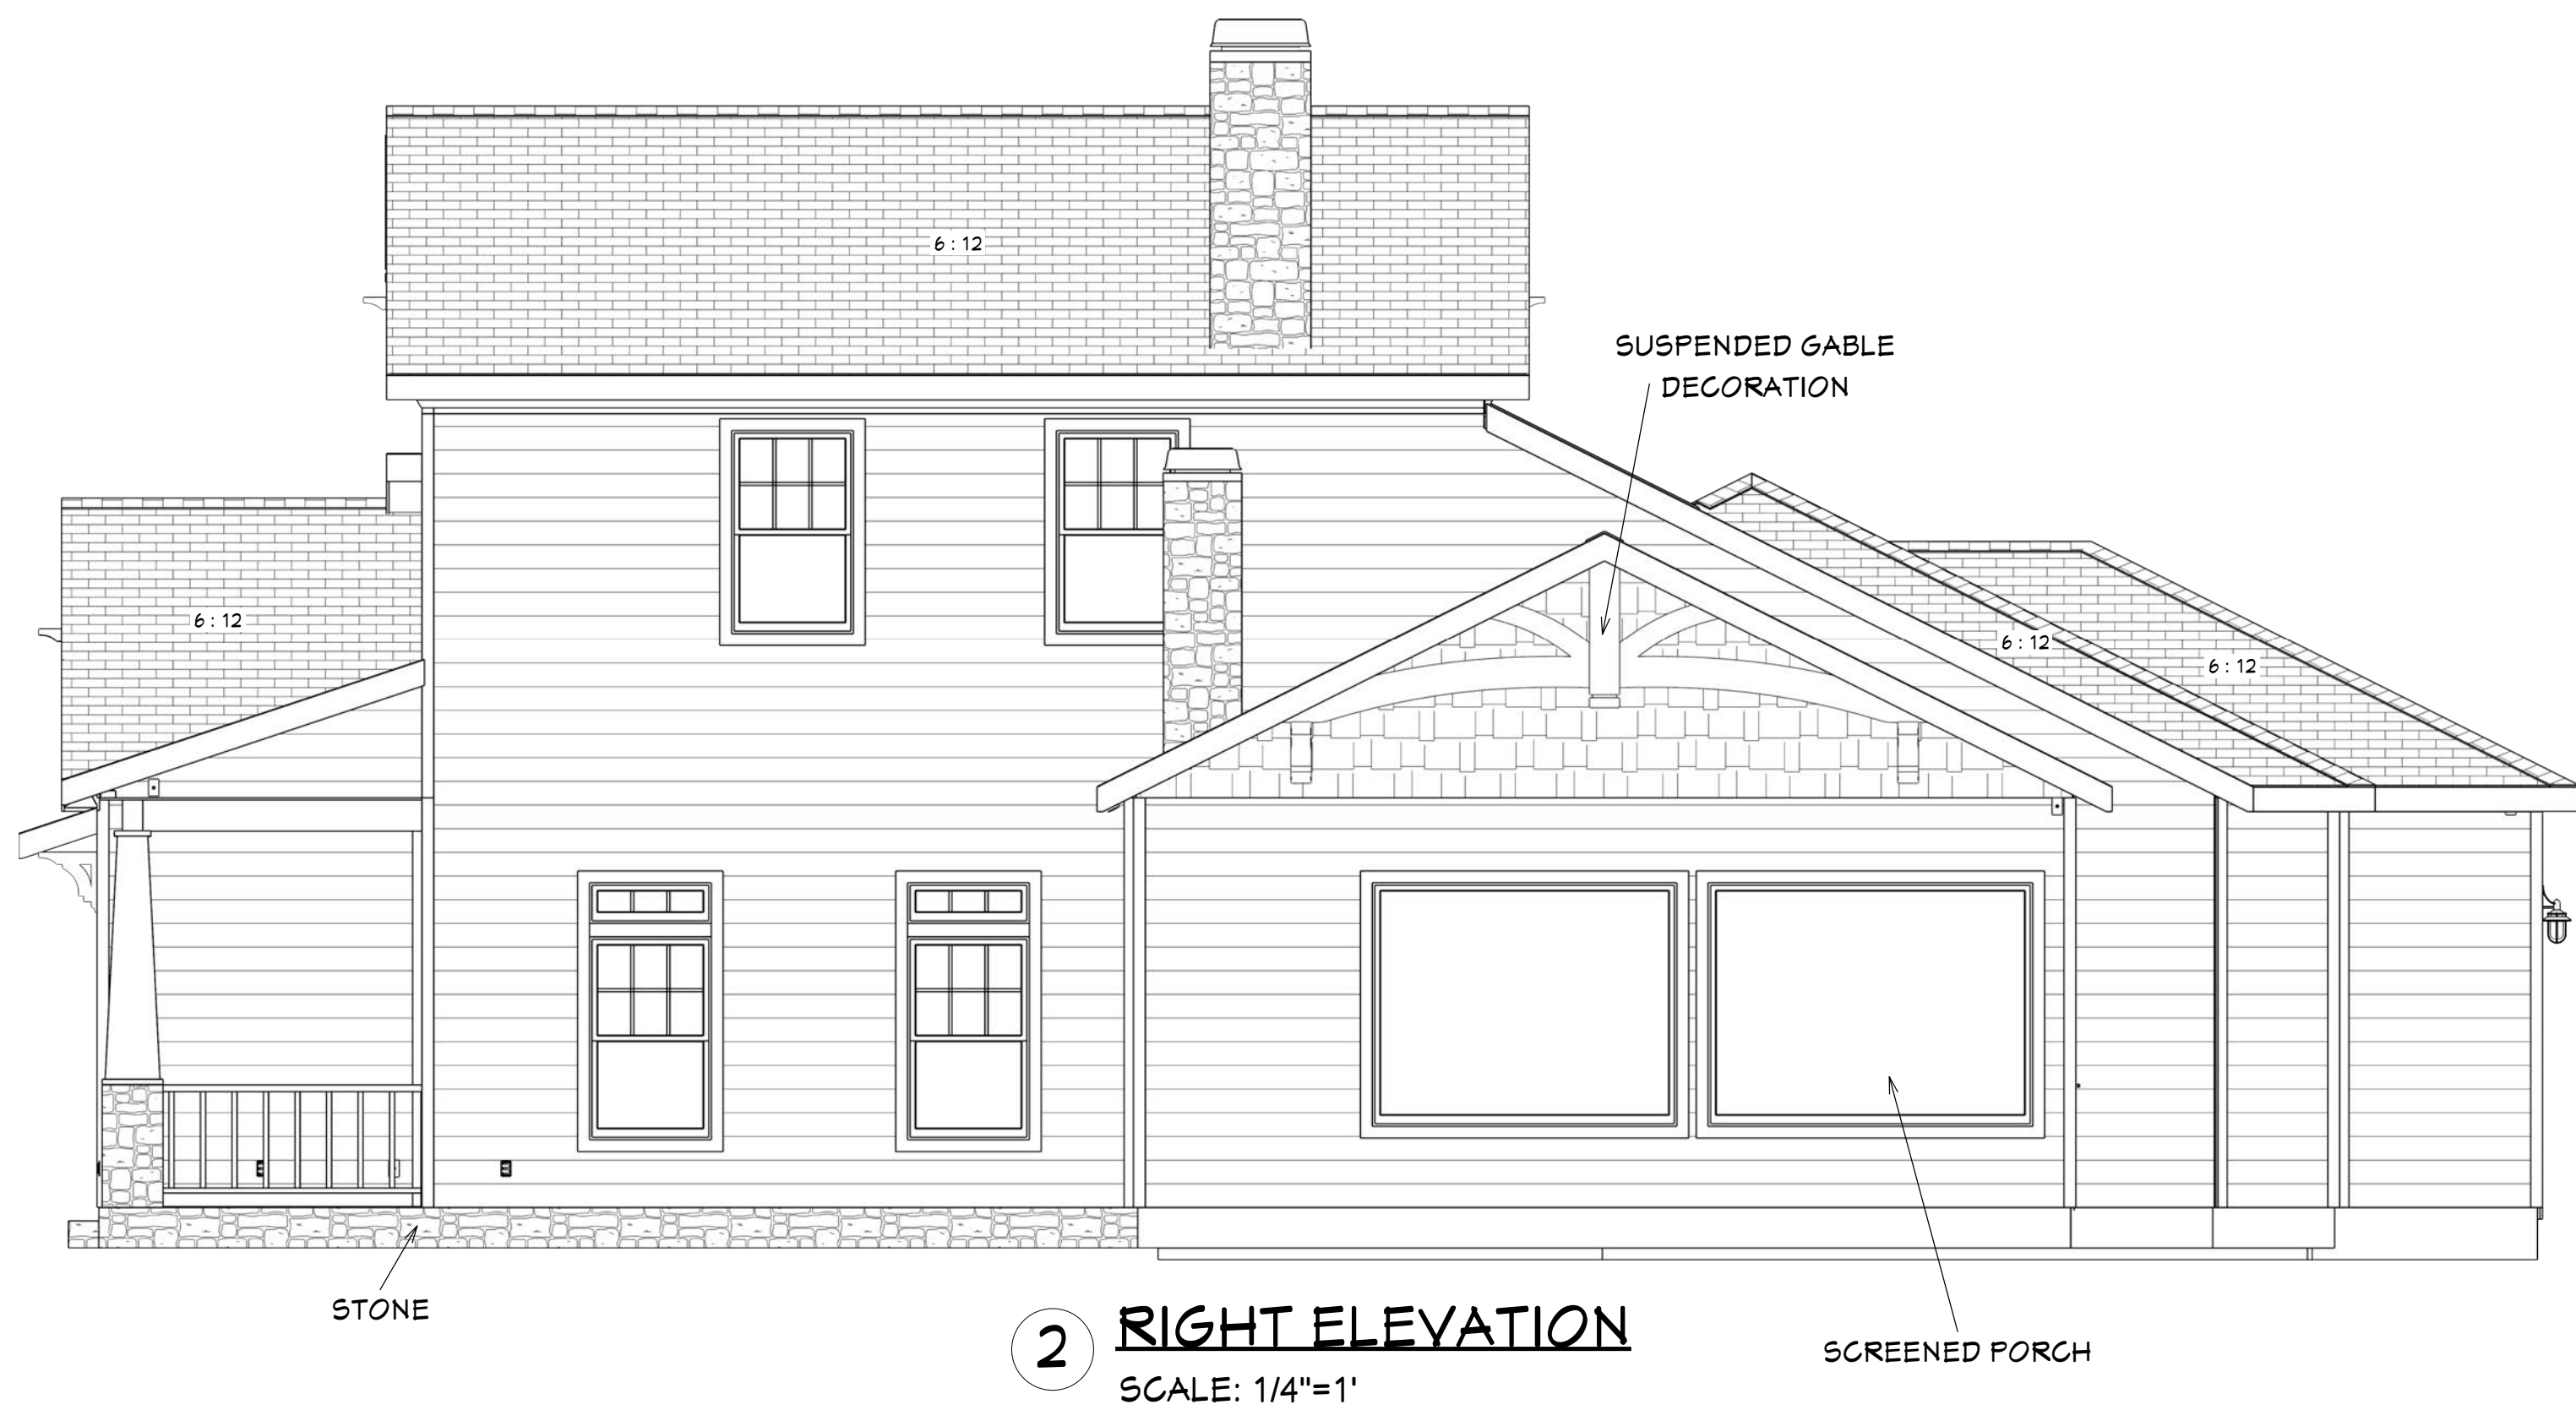 6 : 12
SUSPENDED GABLE
DECORATION
6 : 12
6 : 12
6 : 12
STONE
2
RIGHT ELEVATION
SCALE: 1/4"=1'
SCREENED PORCH